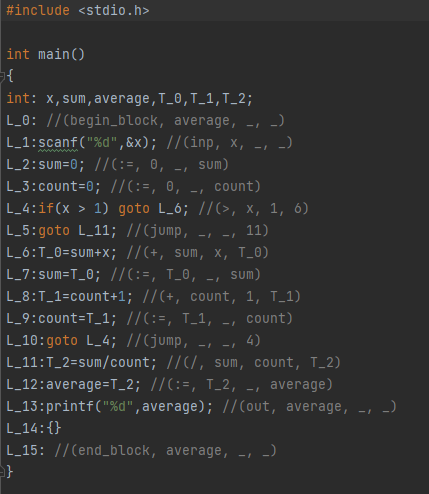 #include <stdio.h>
int main()
{
int: x,sum,average,T_0,T_1,T_2;
L_0: //(begin_block, average, _, _)
L_1:scanf("%d",&x); //(inp, x, _, _)
L_2:sum=0; //(:=, 0, _, sum)
L_3:count=0; //(:=, 0, _, count)
L_4:if(x > 1) goto L_6; //(>, x, 1, 6)
L_5:goto L_11; //(jump, _, _, 11)
L_6:T_0=sum+x; //(+, sum, x, T_0)
L_7:sum=T_0; //(:=, T_0, _, sum)
L_8:T_1=count+1; //(+, count, 1, T_1)
L_9:count=T_1; //(:=, T_1, _, count)
L_10:goto L_4; //(jump, _, _, 4)
L_11:T_2=sum/count; //(/, sum, count, T_2)
L_12:average=T_2; //(:=, T_2, _, average)
L_13:printf("%d",average); //(out, average, _, _)
L_14:{}
L_15: //(end_block, average, _, _)
}